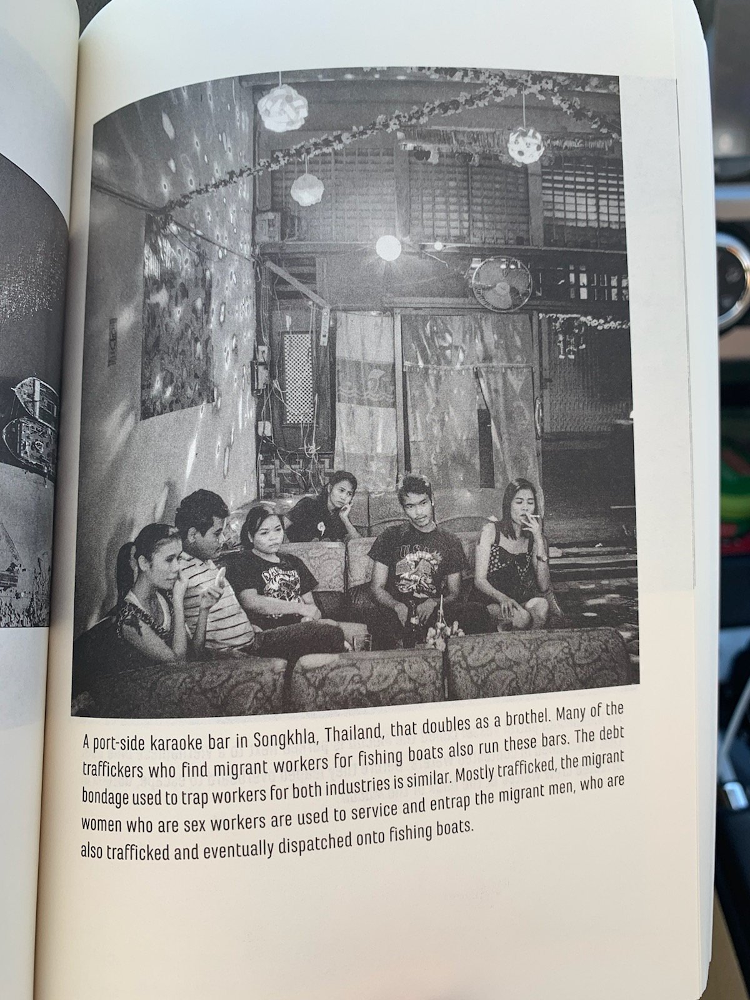 U.S.A.
A port-side karaoke bar in Songkhla, Thailand, that doubles as a brothel. Many of the
traffickers who find migrant workers for fishing boats also run these bars. The debt
bondage used to trap workers for both industries is similar. Mostly trafficked, the migrant
women who are sex workers are used to service and entrap the migrant men, who are
also trafficked and eventually dispatched onto fishing boats.